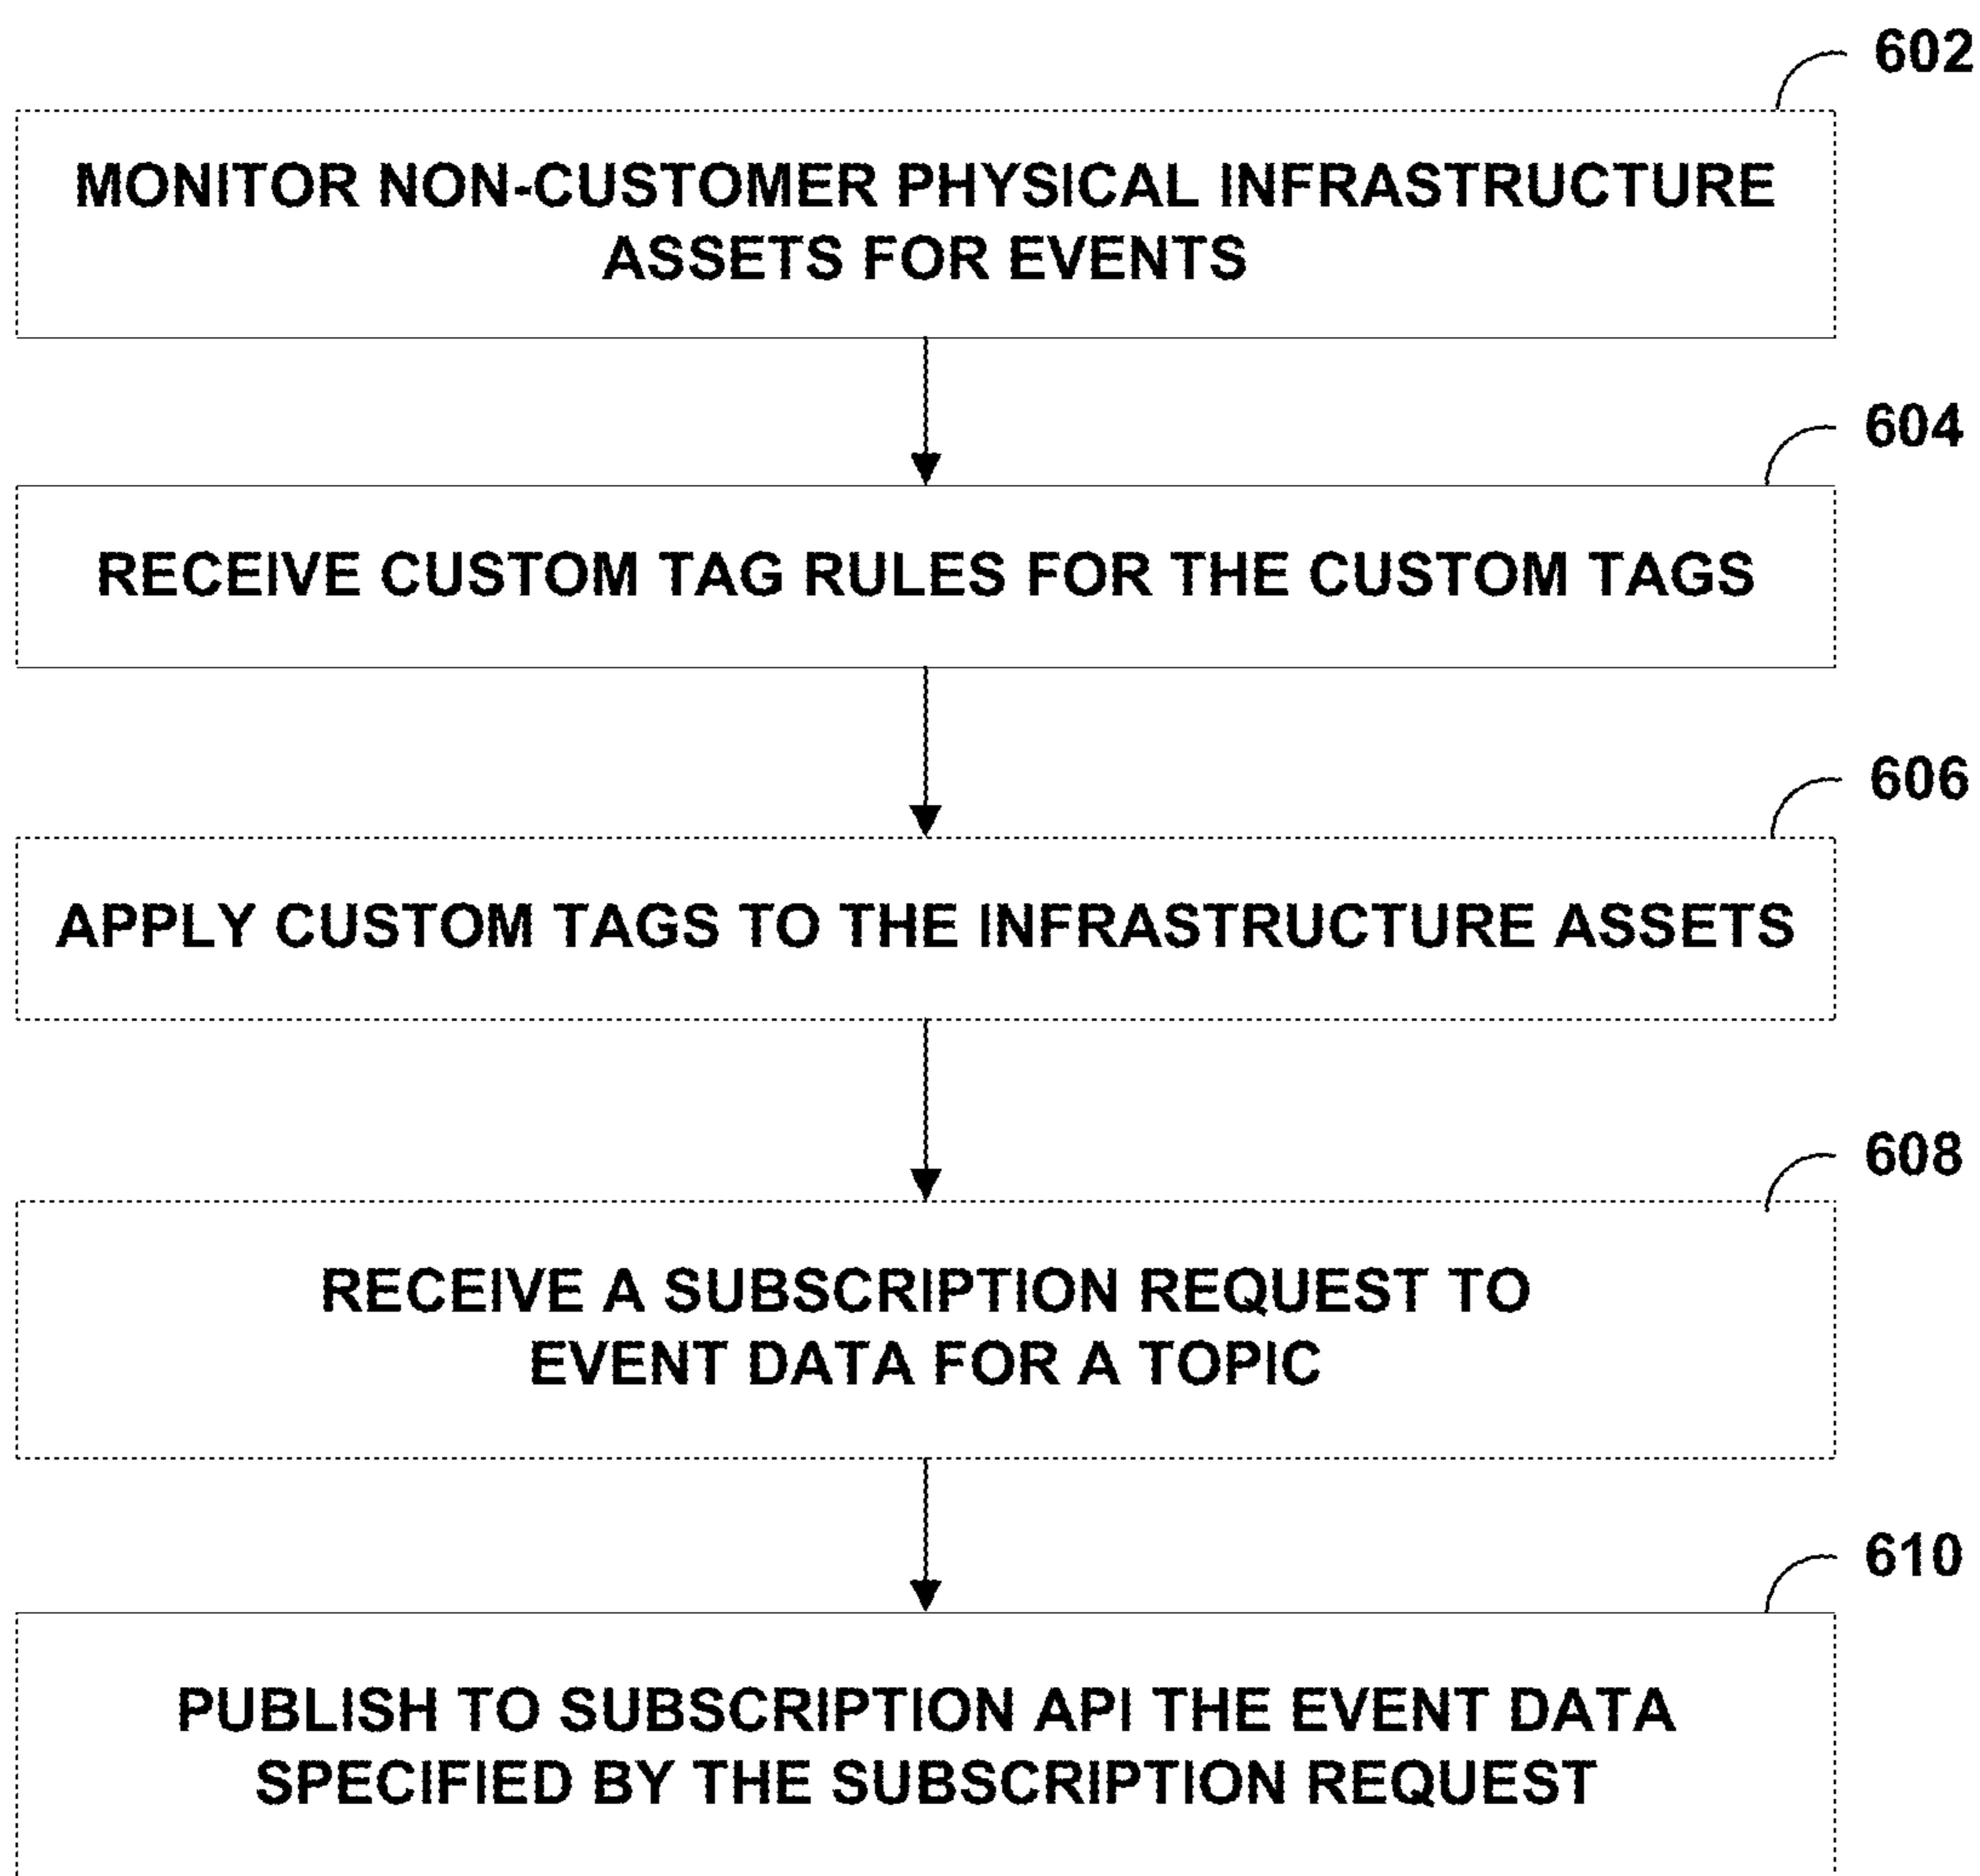 602
MONITOR NON-CUSTOMER PHYSICAL INFRASTRUCTURE
ASSETS FOR EVENTS
604
RECEIVE CUSTOM TAG RULES FOR THE CUSTOM TAGS
606
APPLY CUSTOM TAGS TO THE INFRASTRUCTURE ASSETS
608
RECEIVE A SUBSCRIPTION REQUEST TO
EVENT DATA FOR A TOPIC
610
PUBLISH TO SUBSCRIPTION API THE EVENT DATA
SPECIFIED BY THE SUBSCRIPTION REQUEST